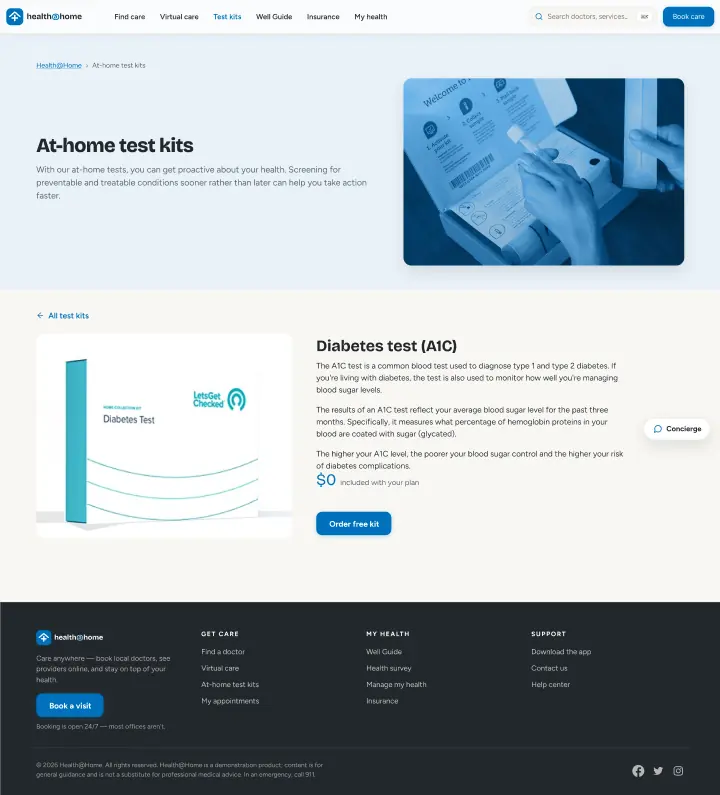 health@home
Find care
Virtual care
Test kits
Well Guide
Insurance
My health
Search doctors, services…
⌘K
Book care
Health@Home › At-home test kits
At-home test kits
With our at-home tests, you can get proactive about your health. Screening for
preventable and treatable conditions sooner rather than later can help you take action
faster.
Welcome to
1. Activate
3. Collect
← All test kits
HOME COLLECTION KIT
Diabetes Test
LetsGet
Checked
Diabetes test (A1C)
The A1C test is a common blood test used to diagnose type 1 and type 2 diabetes. If
you're living with diabetes, the test is also used to monitor how well you're managing
blood sugar levels.
The results of an A1C test reflect your average blood sugar level for the past three
months. Specifically, it measures what percentage of hemoglobin proteins in your
blood are coated with sugar (glycated).
The higher your A1C level, the poorer your blood sugar control and the higher your risk
of diabetes complications.
$0 included with your plan
Order free kit
Concierge
health@home
Care anywhere — book local doctors, see
providers online, and stay on top of your
health.
Book a visit
Booking is open 24/7 — most offices aren't.
GET CARE
Find a doctor
Virtual care
At-home test kits
My appointments
MY HEALTH
Well Guide
Health survey
Manage my health
Insurance
SUPPORT
Download the app
Contact us
Help center
© 2026 Health@Home. All rights reserved. Health@Home is a demonstration product; content is for
general guidance and is not a substitute for professional medical advice. In an emergency, call 911.